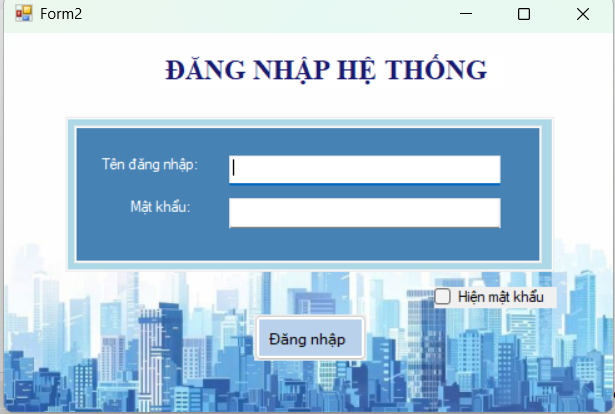 Form2
ĐĂNG NHẬP HỆ THỐNG
Tên đăng nhập:
Mật khẩu:
Hiện mật khẩu
Đăng nhập